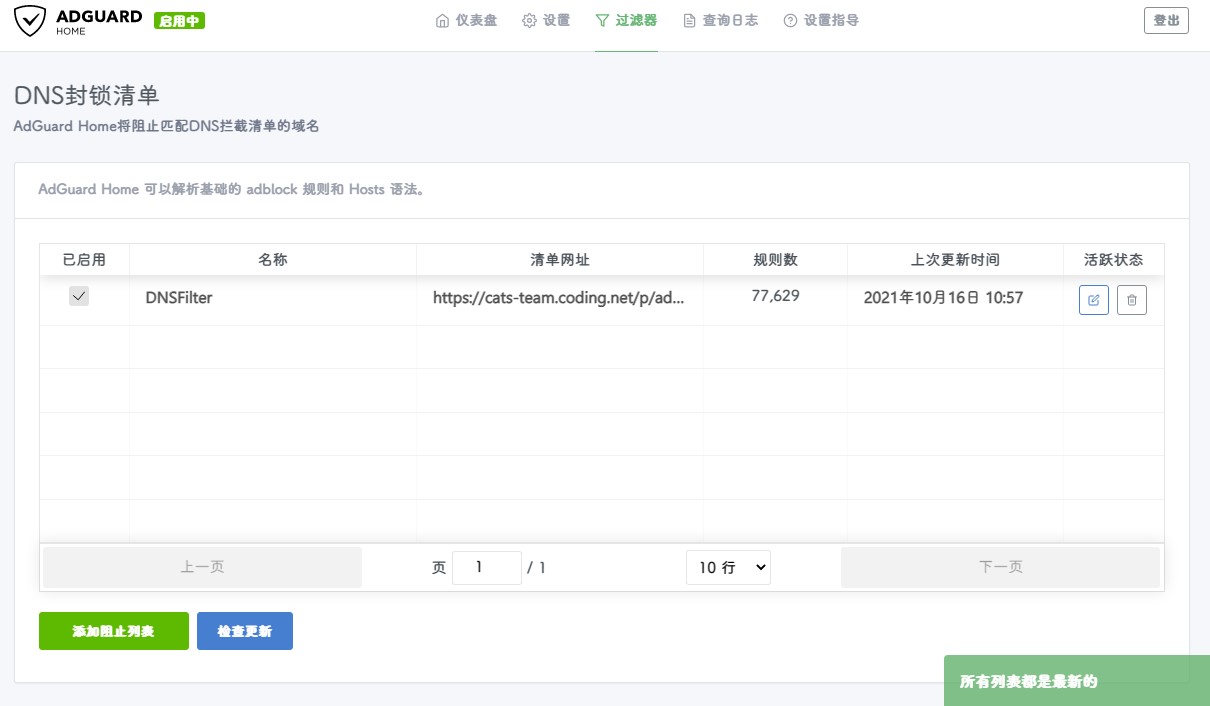 ADGUARD
HOME
启用中
仪表盘
设置
过滤器
查询日志
设置指导
登出
DNS封锁清单
AdGuard Home将阻止匹配DNS拦截清单的域名
AdGuard Home 可以解析基础的 adblock 规则和 Hosts 语法。
已启用 名称 清单网址 规则数 上次更新时间 活跃状态
DNSFilter https://cats-team.coding.net/p/ad... 77,629 2021年10月16日 10:57
上一页 页 1 / 1 10 行 下一页
添加阻止列表 检查更新
所有列表都是最新的